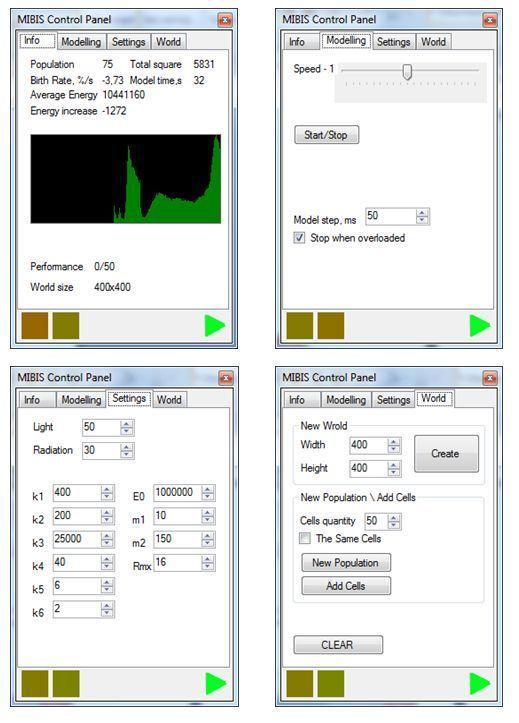 MIBIS Control Panel
Info Modelling Settings World
Population 75 Total square 5831
Birth Rate, %/s -3,73 Model time,s 32
Average Energy 10441160
Energy increase -1272
Performance 0/50
World size 400x400
MIBIS Control Panel
Info Modelling Settings World
Speed - 1
Start/Stop
Model step, ms 50
Stop when overloaded
MIBIS Control Panel
Info Modelling Settings World
Light 50
Radiation 30
k1 400 E0 1000000
k2 200 m1 10
k3 25000 m2 150
k4 40 Rmx 16
k5 6
k6 2
MIBIS Control Panel
Info Modelling Settings World
New Wrold
Width 400
Create
Height 400
New Population \ Add Cells
Cells quantity 50
The Same Cells
New Population
Add Cells
CLEAR